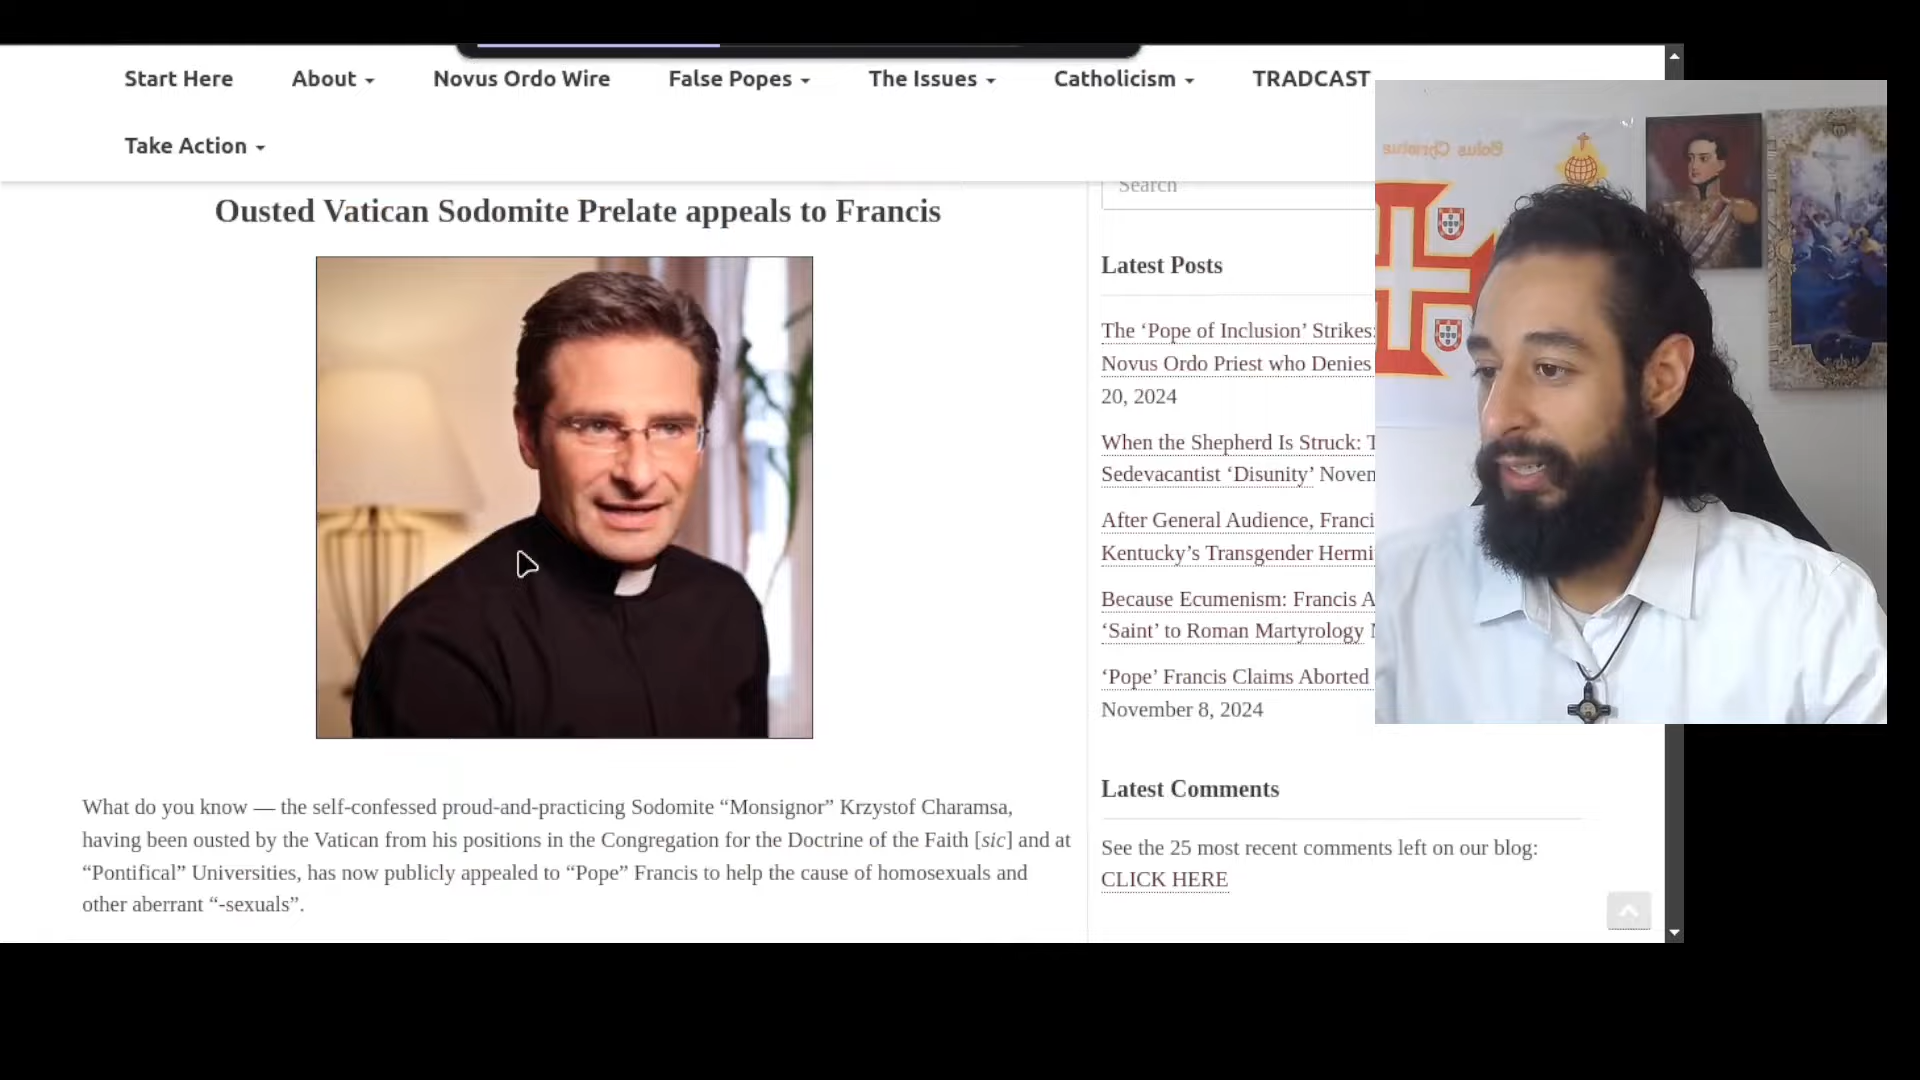 Start Here About Novus Ordo Wire False Popes The Issues Catholicism TRADCAST
Take Action
Ousted Vatican Sodomite Prelate appeals to Francis
What do you know — the self-confessed proud-and-practicing Sodomite “Monsignor” Krzystof Charamsa,
having been ousted by the Vatican from his positions in the Congregation for the Doctrine of the Faith [sic] and at
“Pontifical” Universities, has now publicly appealed to “Pope” Francis to help the cause of homosexuals and
other aberrant “-sexuals”.
Search
Latest Posts
The ‘Pope of Inclusion’ Strikes:
Novus Ordo Priest who Denies
20, 2024
When the Shepherd Is Struck:
Sedevacantist ‘Disunity’
After General Audience,
Kentucky’s Transgender
Because Ecumenism: Francis
‘Saint’ to Roman Martyrology
‘Pope’ Francis Claims Aborted
November 8, 2024
Latest Comments
See the 25 most recent comments left on our blog:
CLICK HERE